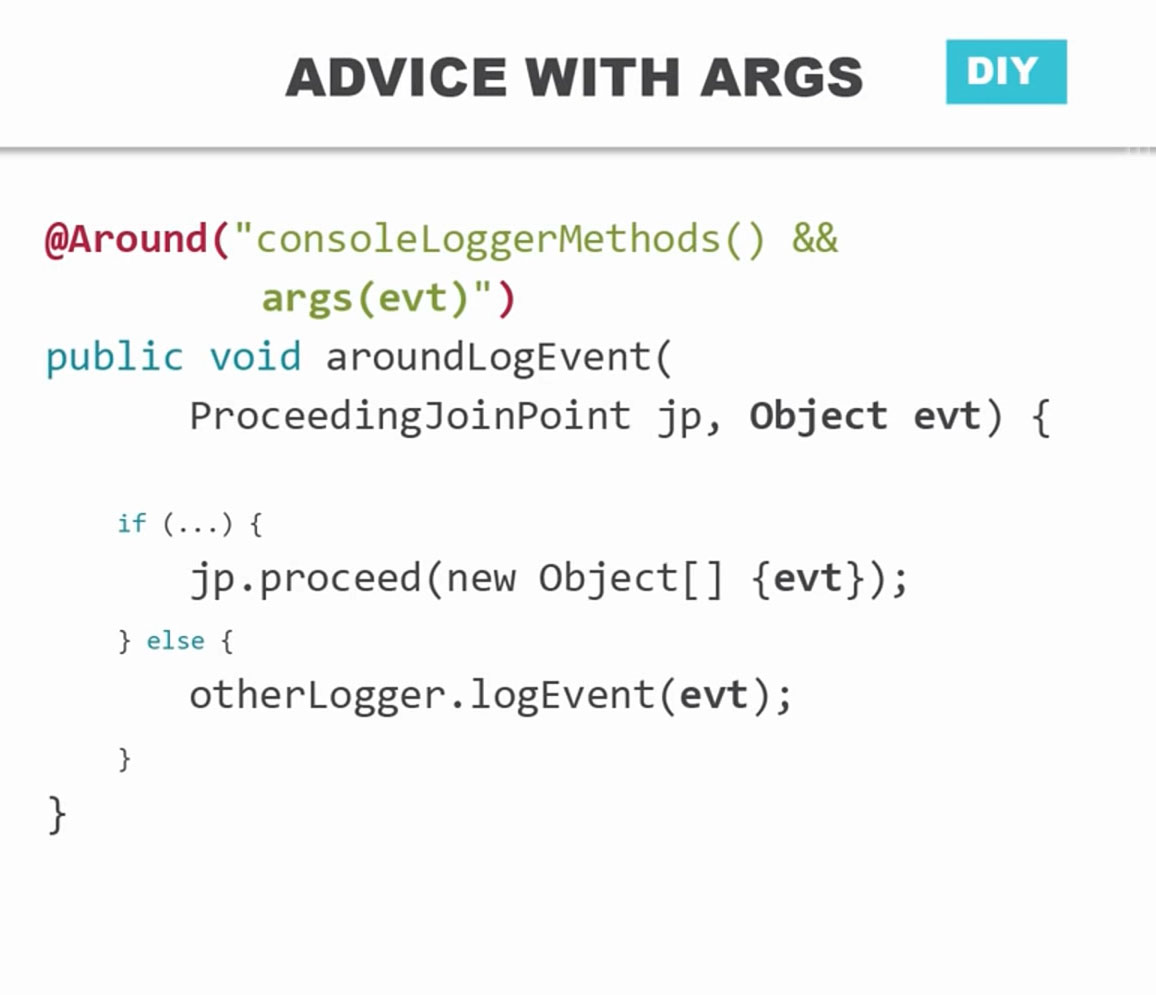 ADVICE WITH ARGS
DIY
@Around("consoleLoggerMethods() &&
args(evt)")
public void aroundLogEvent(
ProceedingJoinPoint jp, Object evt) {
if (...) {
jp.proceed(new Object[] {evt});
} else {
otherLogger.logEvent(evt);
}
}